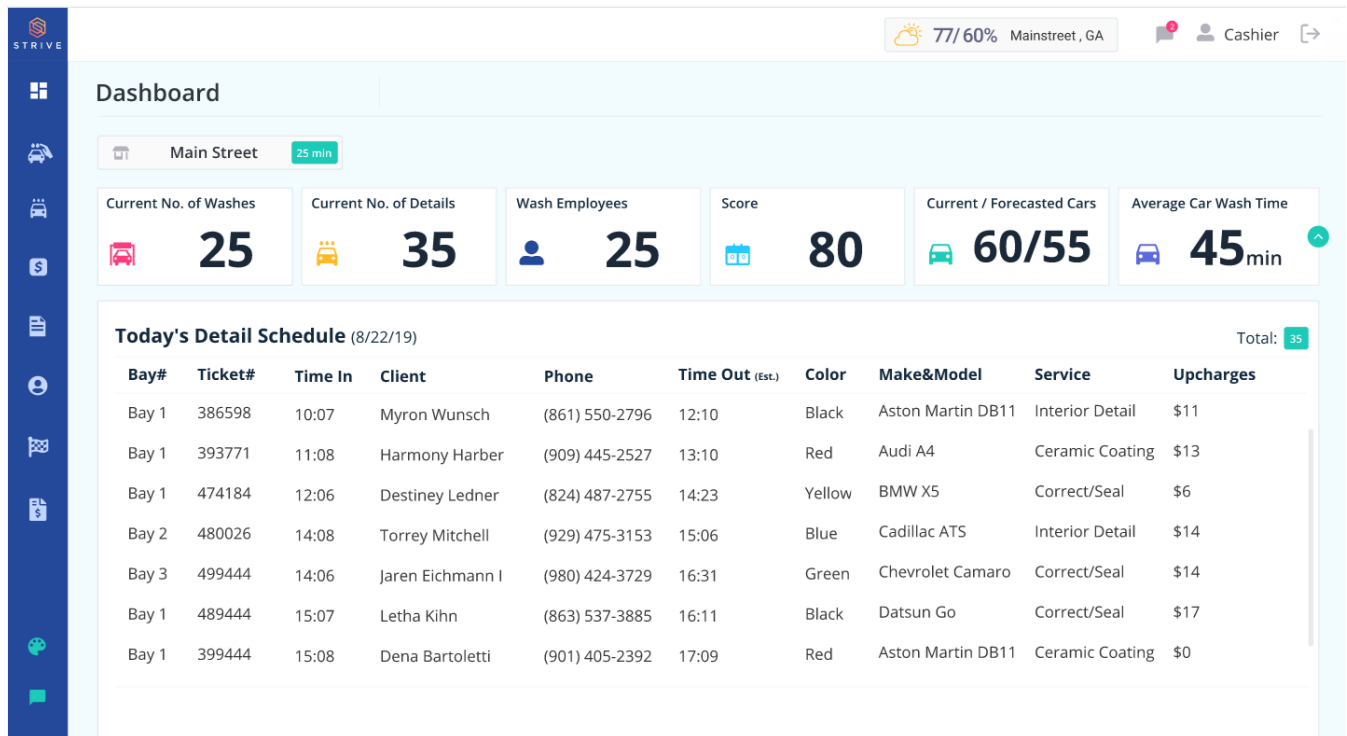 STRIVE
77/60% Mainstreet , GA
2
Cashier
Dashboard
Main Street 25 min
Current No. of Washes
25
Current No. of Details
35
Wash Employees
25
Score
80
Current / Forecasted Cars
60/55
Average Car Wash Time
45min
Today's Detail Schedule (8/22/19) Total: 35
Bay# Ticket# Time In Client Phone Time Out (Est.) Color Make&Model Service Upcharges
Bay 1 386598 10:07 Myron Wunsch (861) 550-2796 12:10 Black Aston Martin DB11 Interior Detail $11
Bay 1 393771 11:08 Harmony Harber (909) 445-2527 13:10 Red Audi A4 Ceramic Coating $13
Bay 1 474184 12:06 Destiney Ledner (824) 487-2755 14:23 Yellow BMW X5 Correct/Seal $6
Bay 2 480026 14:08 Torrey Mitchell (929) 475-3153 15:06 Blue Cadillac ATS Interior Detail $14
Bay 3 499444 14:06 Jaren Eichmann I (980) 424-3729 16:31 Green Chevrolet Camaro Correct/Seal $14
Bay 1 489444 15:07 Letha Kihn (863) 537-3885 16:11 Black Datsun Go Correct/Seal $17
Bay 1 399444 15:08 Dena Bartoletti (901) 405-2392 17:09 Red Aston Martin DB11 Ceramic Coating $0